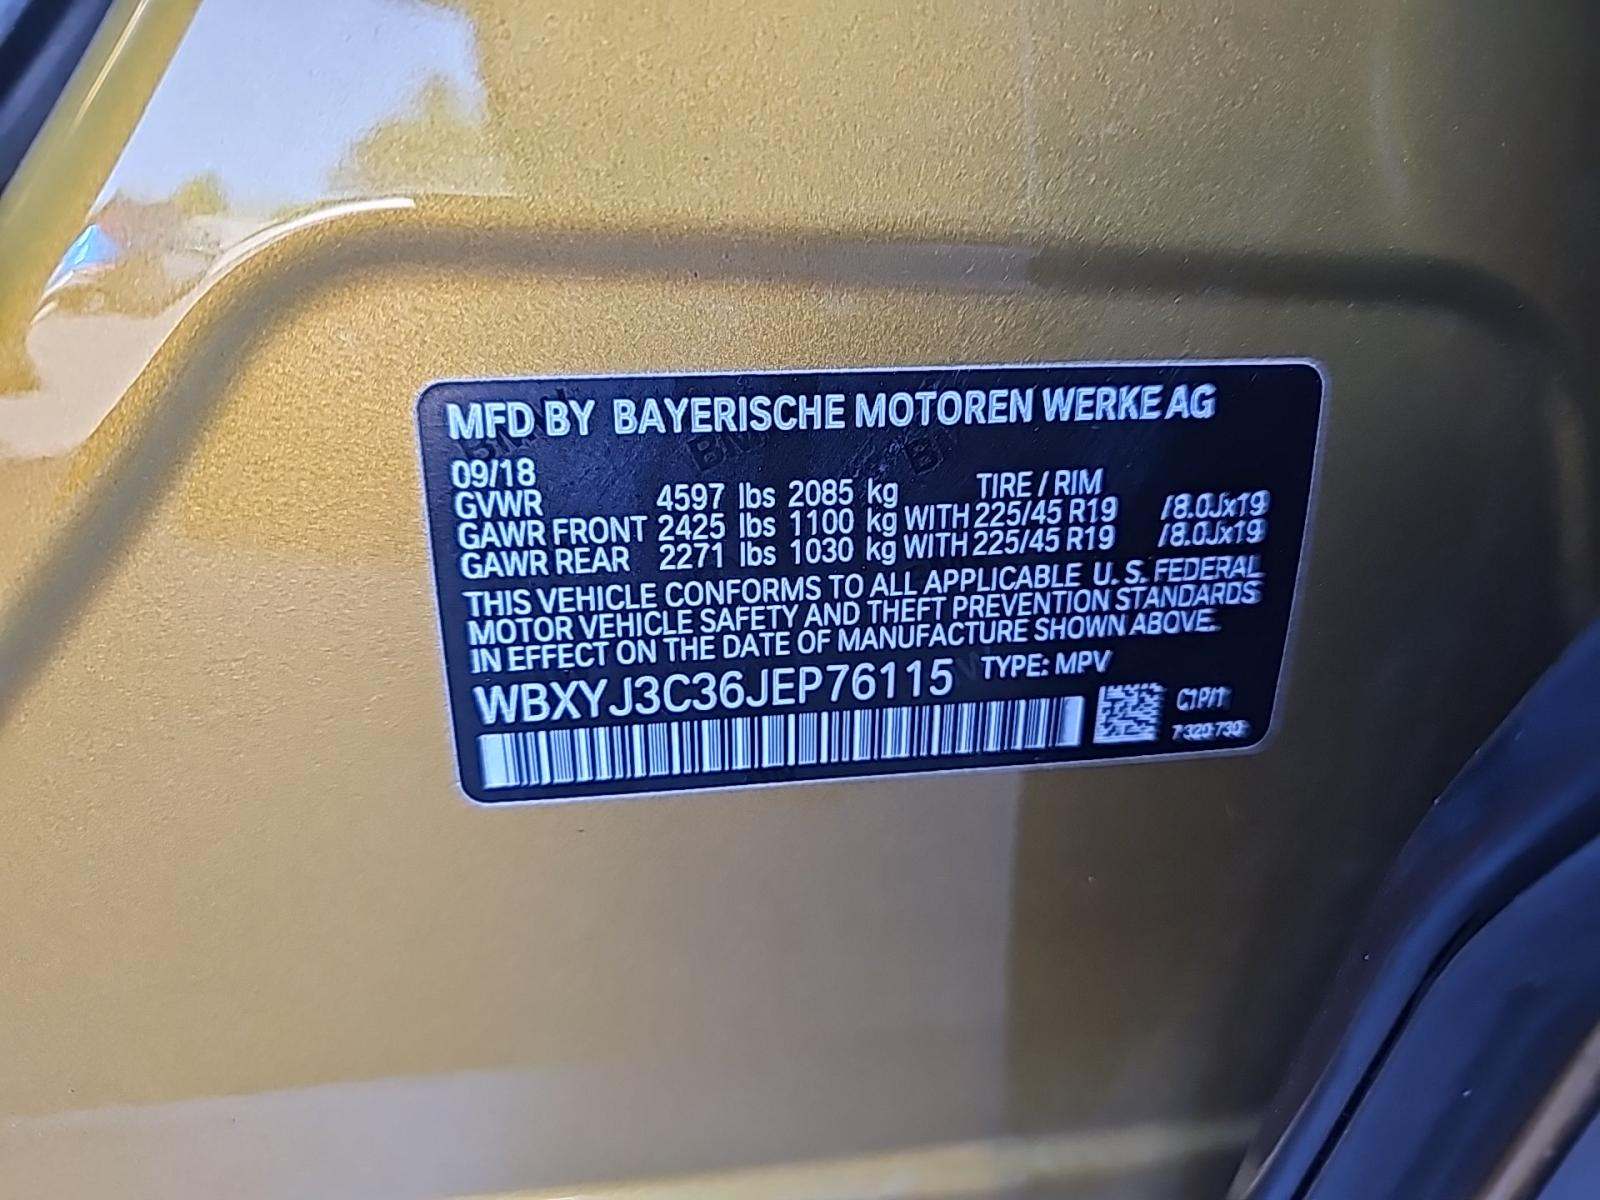 MFD BY BAYERISCHE MOTOREN WERKE AG
09/18 TIRE / RIM
GVWR 4597 lbs 2085 kg
GAWR FRONT 2425 lbs 1100 kg WITH 225/45 R19 /8.0Jx19
GAWR REAR 2271 lbs 1030 kg WITH 225/45 R19 /8.0Jx19
THIS VEHICLE CONFORMS TO ALL APPLICABLE U. S. FEDERAL
MOTOR VEHICLE SAFETY AND THEFT PREVENTION STANDARDS
IN EFFECT ON THE DATE OF MANUFACTURE SHOWN ABOVE.
WBXYJ3C36JEP76115 TYPE: MPV
7 320 730